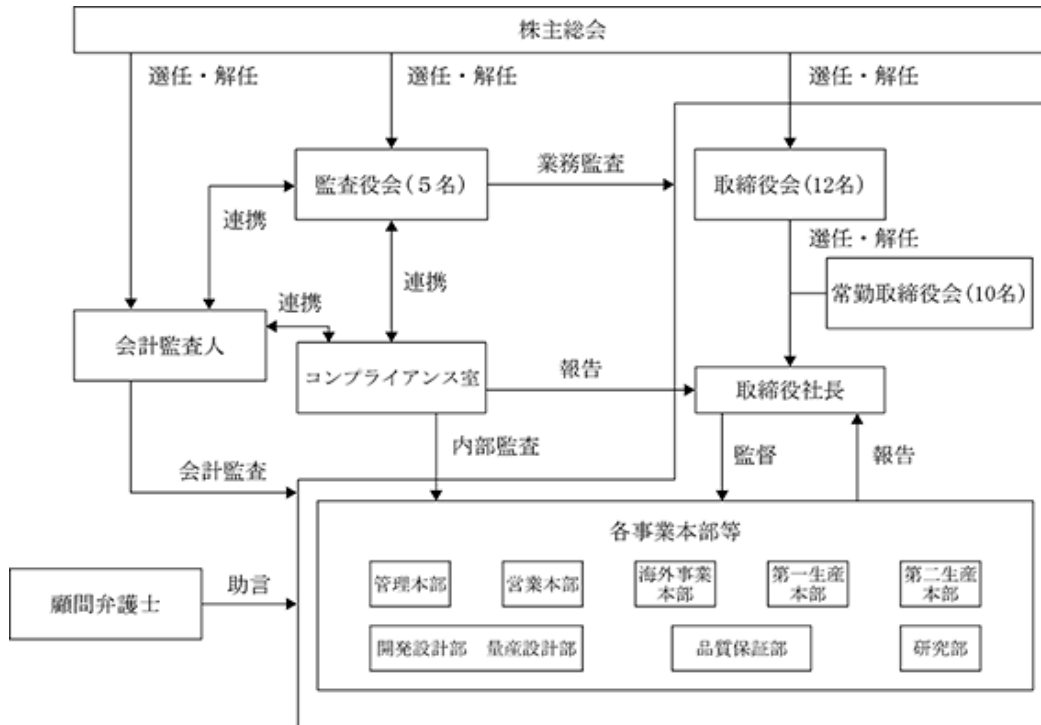 株主総会
選任・解任
選任・解任
選任・解任
監査役会(5名)
業務監査
取締役会(12名)
連携
選任・解任
連携
常勤取締役会(10名)
連携
会計監査人
コンプライアンス室
報告
取締役社長
内部監査
監督
報告
会計監査
各事業本部等
管理本部
営業本部
海外事業
本部
第一生産
本部
第二生産
本部
顧問弁護士
助言
開発設計部 量産設計部
品質保証部
研究部